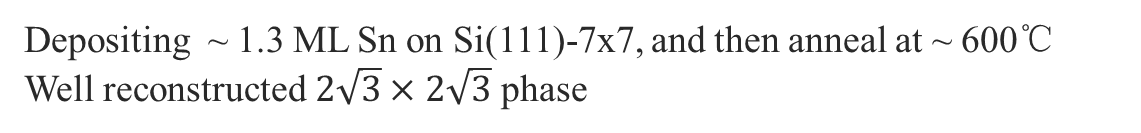 Depositing ~ 1.3 ML Sn on Si(111)-7x7, and then anneal at ~ 600℃
Well reconstructed 2√3 × 2√3 phase